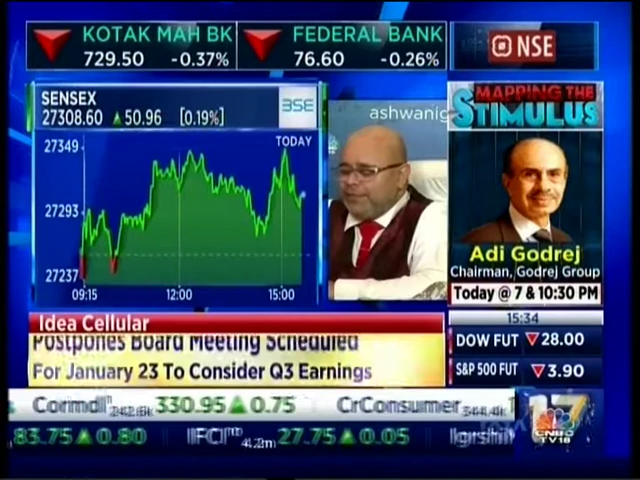 KOTAK MAH BK
729.50 -0.37%
FEDERAL BANK
76.60 -0.26%
NSE
SENSEX
27308.60 50.96 [0.19%]
BSE
TODAY
27349
27293
27237
09:15 12:00 15:00
ashwanig
MAPPING THE
STIMULUS
Adi Godrej
Chairman, Godrej Group
Today @ 7 & 10:30 PM
15:34
DOW FUT 28.00
S&P 500 FUT 3.90
Idea Cellular
Postpones Board Meeting Scheduled
For January 23 To Consider Q3 Earnings
330.95 0.75 CrConsumer
83.75 0.80 IFCI 4.2m 27.75 0.05
CNBC
TV18